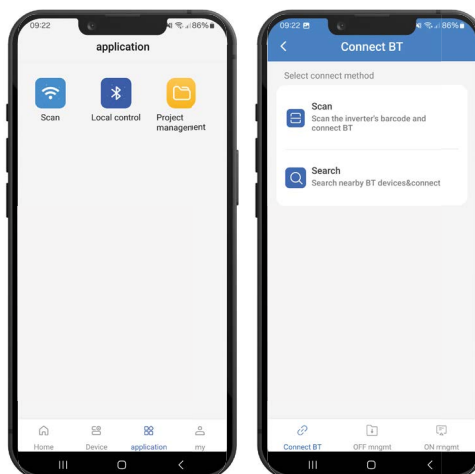 09:22
86%
application
Scan
Local control
Project
management
Home
Device
application
my
09:22
86%
Connect BT
Select connect method
Scan
Scan the inverter's barcode and
connect BT
Search
Search nearby BT devices&connect
Connect BT
OFF mngmt
ON mngmt